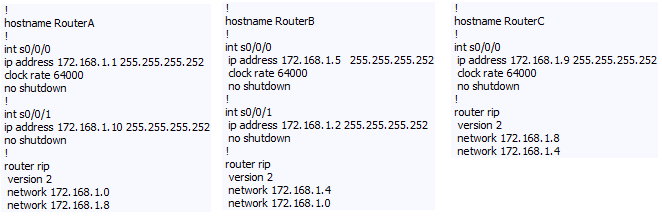 !
hostname RouterA
!
int s0/0/0
ip address 172.168.1.1 255.255.255.252
clock rate 64000
no shutdown
!
int s0/0/1
ip address 172.168.1.10 255.255.255.252
no shutdown
!
router rip
version 2
network 172.168.1.0
network 172.168.1.8
!
hostname RouterB
!
int s0/0/0
ip address 172.168.1.5 255.255.255.252
clock rate 64000
no shutdown
!
int s0/0/1
ip address 172.168.1.2 255.255.255.252
no shutdown
!
router rip
version 2
network 172.168.1.4
network 172.168.1.0
!
hostname RouterC
!
int s0/0/0
ip address 172.168.1.9 255.255.255.252
clock rate 64000
no shutdown
!
router rip
version 2
network 172.168.1.8
network 172.168.1.4